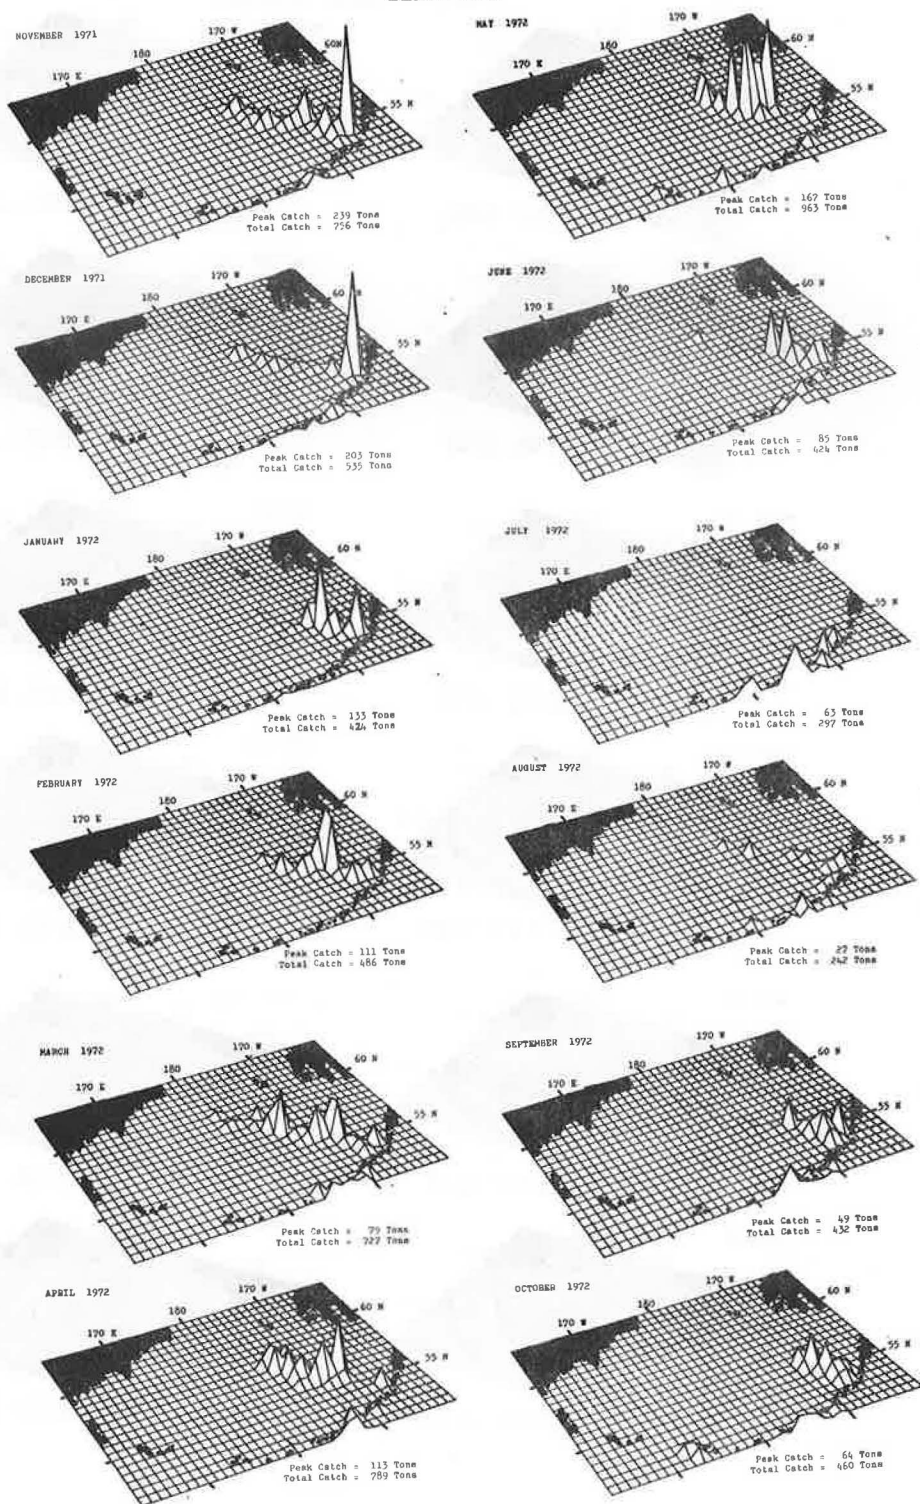 NOVEMBER 1971
170 E
180
170 W
60N
55 N
Peak Catch = 239 Tons
Total Catch = 756 Tons
DECEMBER 1971
170 E
180
170 W
60 N
55 N
Peak Catch = 203 Tons
Total Catch = 535 Tons
JANUARY 1972
170 E
180
170 W
60 N
55 N
Peak Catch = 133 Tons
Total Catch = 424 Tons
FEBRUARY 1972
170 E
180
170 W
60 N
55 N
Peak Catch = 111 Tons
Total Catch = 486 Tons
MARCH 1972
170 E
180
170 W
60 N
55 N
Peak Catch = 79 Tons
Total Catch = 727 Tons
APRIL 1972
170 E
180
170 W
60 N
55 N
Peak Catch = 113 Tons
Total Catch = 789 Tons
MAY 1972
170 E
180
170 W
60 N
55 N
Peak Catch = 167 Tons
Total Catch = 963 Tons
JUNE 1972
170 E
180
170 W
60 N
55 N
Peak Catch = 85 Tons
Total Catch = 424 Tons
JULY 1972
170 E
180
170 W
60 N
55 N
Peak Catch = 63 Tons
Total Catch = 297 Tons
AUGUST 1972
170 E
180
170 W
60 N
55 N
Peak Catch = 27 Tons
Total Catch = 242 Tons
SEPTEMBER 1972
170 E
180
170 W
60 N
55 N
Peak Catch = 49 Tons
Total Catch = 432 Tons
OCTOBER 1972
170 W
180
170 W
60 N
55 N
Peak Catch = 64 Tons
Total Catch = 460 Tons